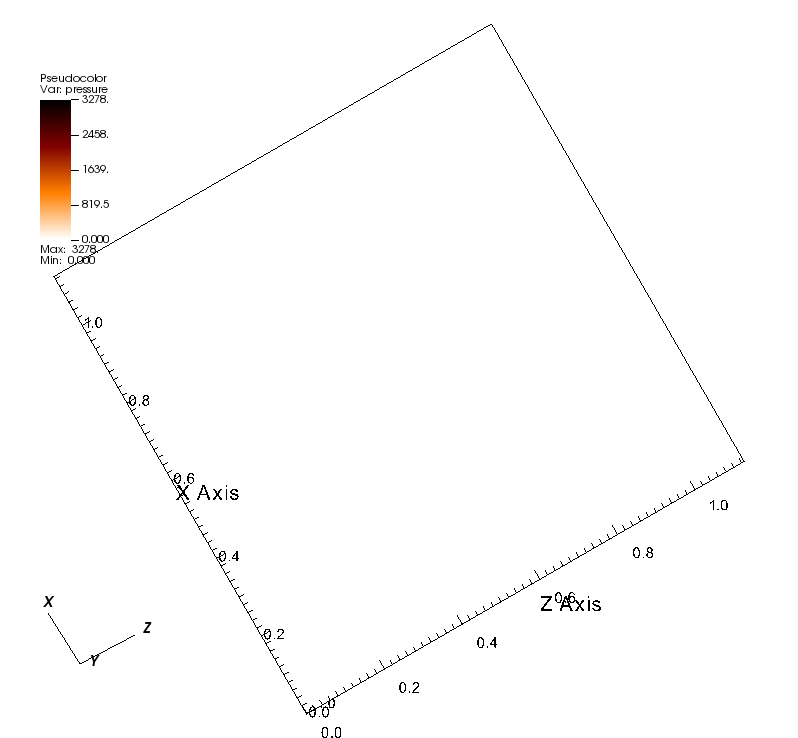 Pseudocolor
Var: pressure
3278.
2458.
1639.
819.5
0.000
Max: 3278.
Min: 0.000
1.0
0.8
0.6
X Axis
0.4
0.2
0.0
0.0
0.2
0.4
0.6
Z Axis
0.8
1.0
X
Z
Y